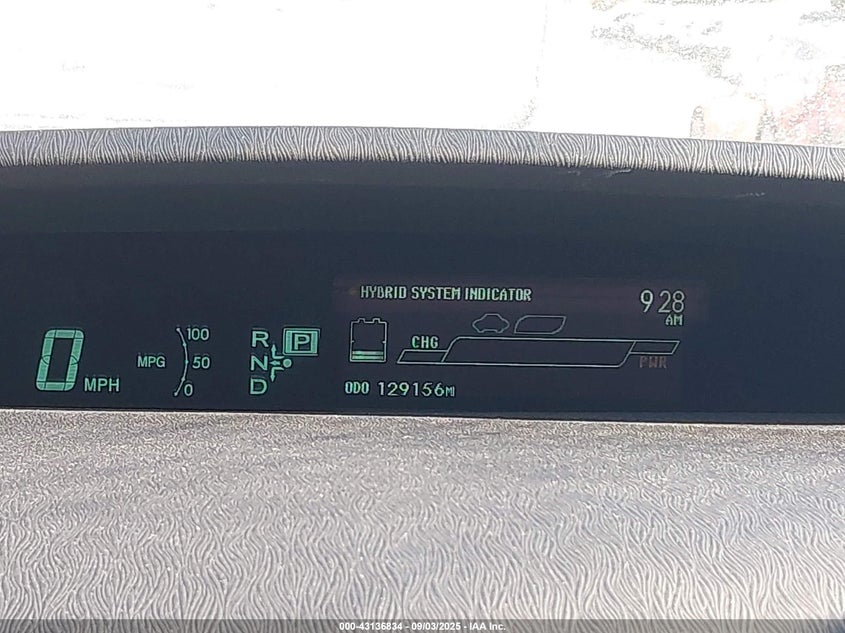 HYBRID SYSTEM INDICATOR
9 28
AM
0 MPH
MPG
100
50
0
R
N
D
P
CHG
PWR
ODO 129156MI
000-43136834 - 09/03/2025 - IAA Inc.